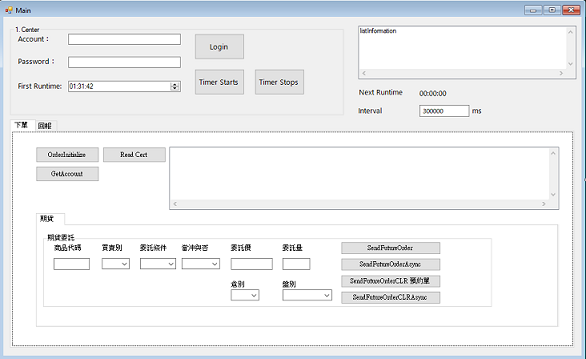 Main
1. Center
Account :
Login
listInformation
Password :
First Runtime: 01:31:42
Timer Starts
Timer Stops
Next Runtime 00:00:00
Interval 300000 ms
下單 回報
OrderInitialize
Read Cert
GetAccount
期貨
期貨委託
商品代碼 買賣別 委託條件 當沖與否 委託價 委託量
SendFutureOrder
SendFutureOrderAsync
倉別 盤別
SendFutureOrderCLR 預約單
SendFutureOrderCLRAsync